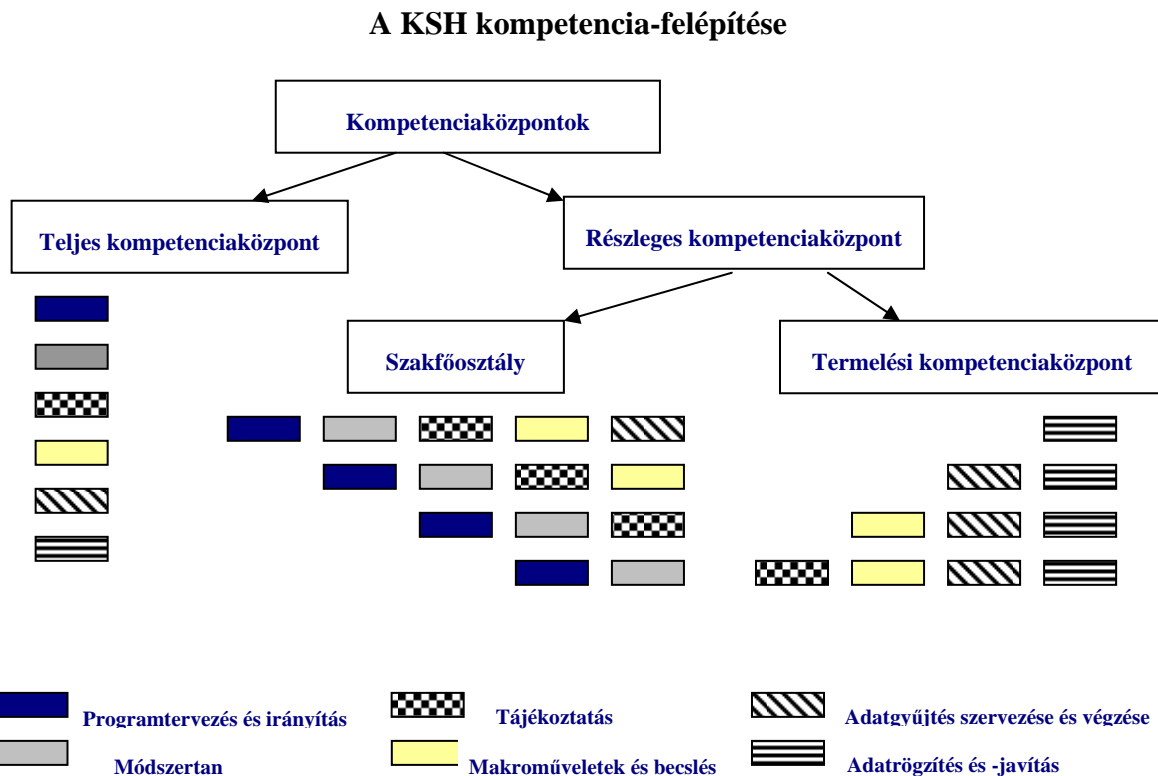 A KSH kompetencia-felépítése
Kompetenciaközpontok
Teljes kompetenciaközpont
Részleges kompetenciaközpont
Szakfőosztály
Termelési kompetenciaközpont
Programtervezés és irányítás
Tájékoztatás
Adatgyűjtés szervezése és végzése
Módszertan
Makroműveletek és becslés
Adatrögzítés és -javítás